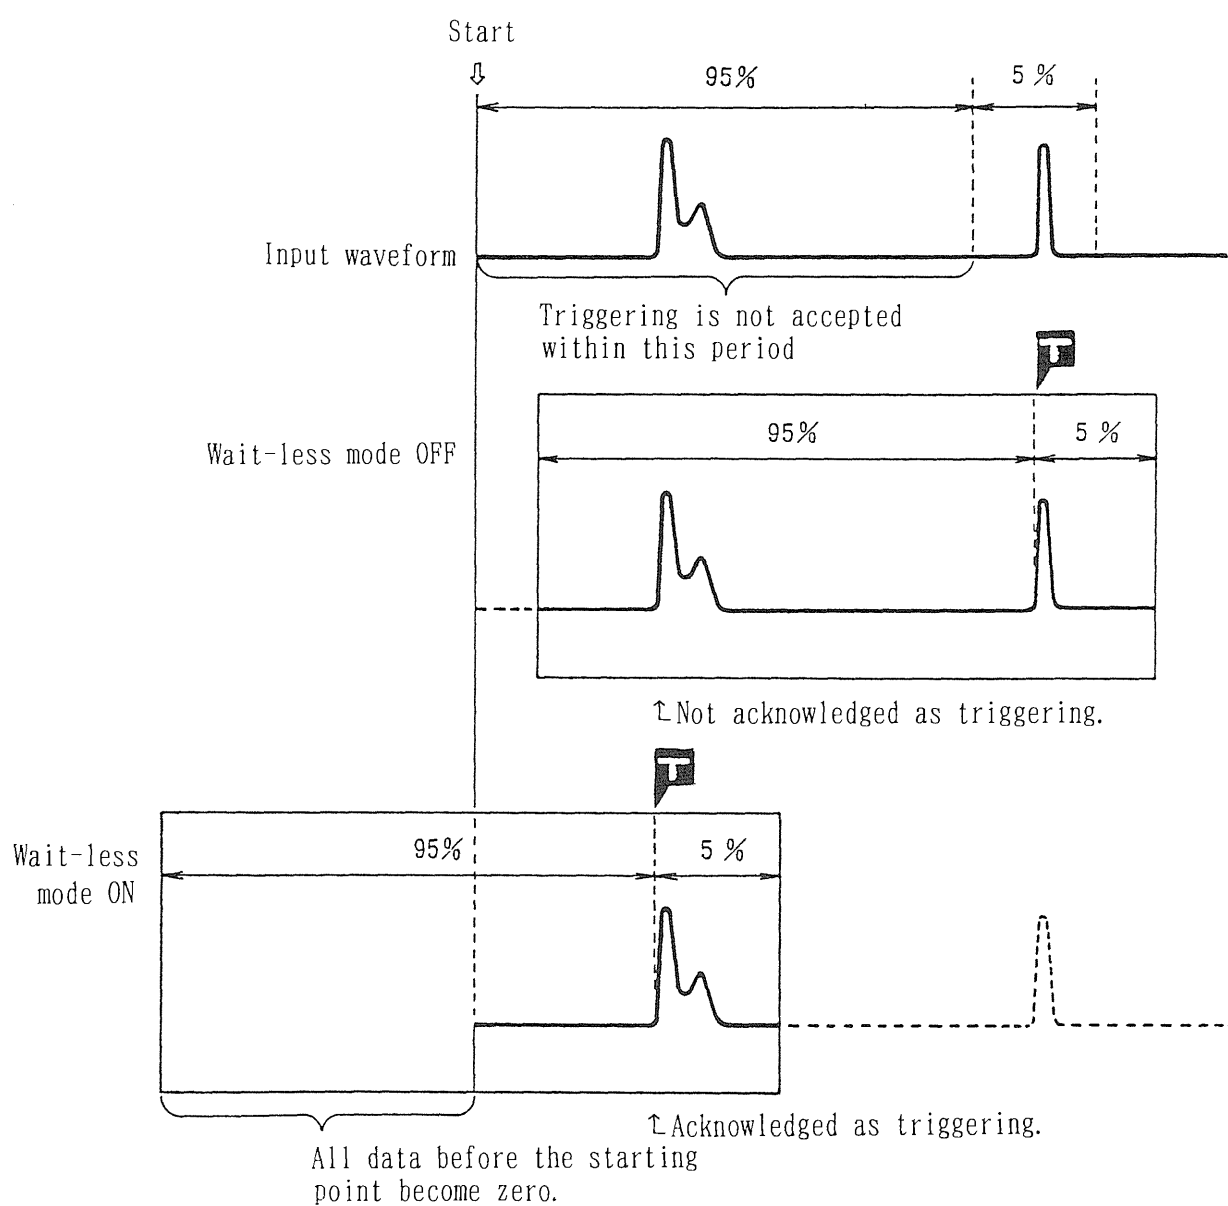 Start
95%
5 %
Input waveform
Triggering is not accepted
within this period
T
95%
5 %
Wait-less mode OFF
Not acknowledged as triggering.
T
95%
5 %
Wait-less
mode ON
Acknowledged as triggering.
All data before the starting
point become zero.